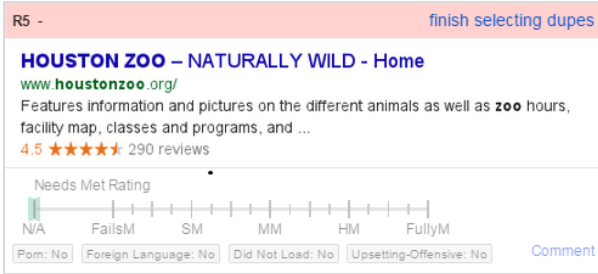 R5 - finish selecting dupes
HOUSTON ZOO – NATURALLY WILD - Home
www.houstonzoo.org/
Features information and pictures on the different animals as well as zoo hours,
facility map, classes and programs, and ...
4.5 ★★★★★ 290 reviews
Needs Met Rating
N/A FailsM SM MM HM FullyM
Porn: No Foreign Language: No Did Not Load: No Upsetting-Offensive: No Comment